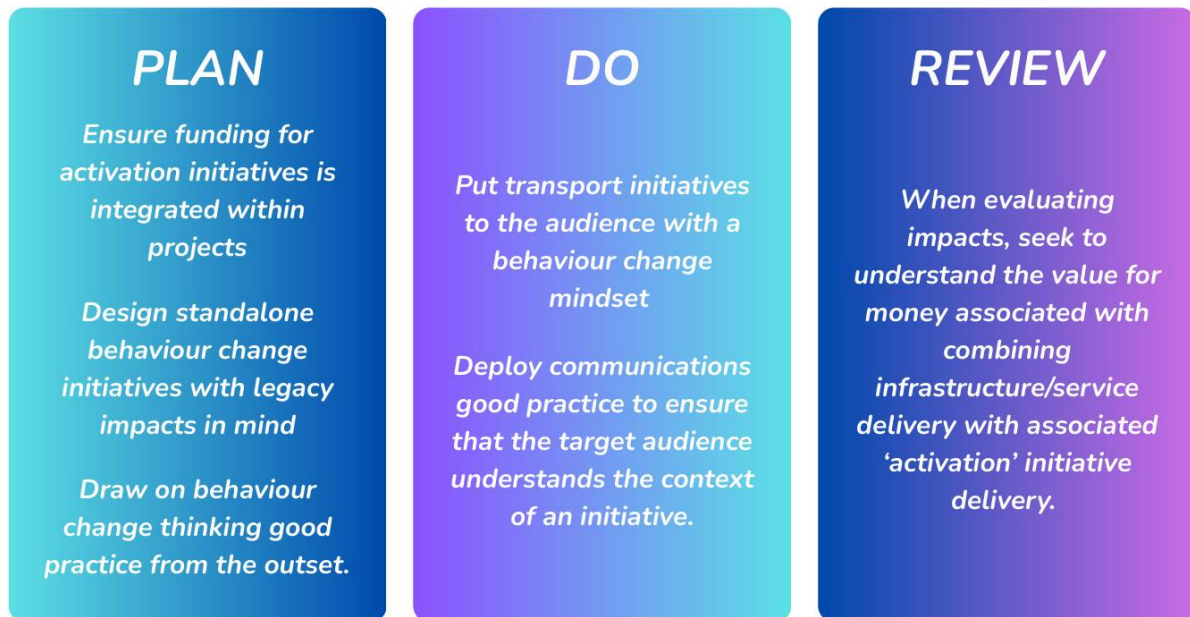 PLAN
Ensure funding for
activation initiatives is
integrated within
projects
Design standalone
behaviour change
initiatives with legacy
impacts in mind
Draw on behaviour
change thinking good
practice from the outset.
DO
Put transport initiatives
to the audience with a
behaviour change
mindset
Deploy communications
good practice to ensure
that the target audience
understands the context
of an initiative.
REVIEW
When evaluating
impacts, seek to
understand the value for
money associated with
combining
infrastructure/service
delivery with associated
‘activation’ initiative
delivery.